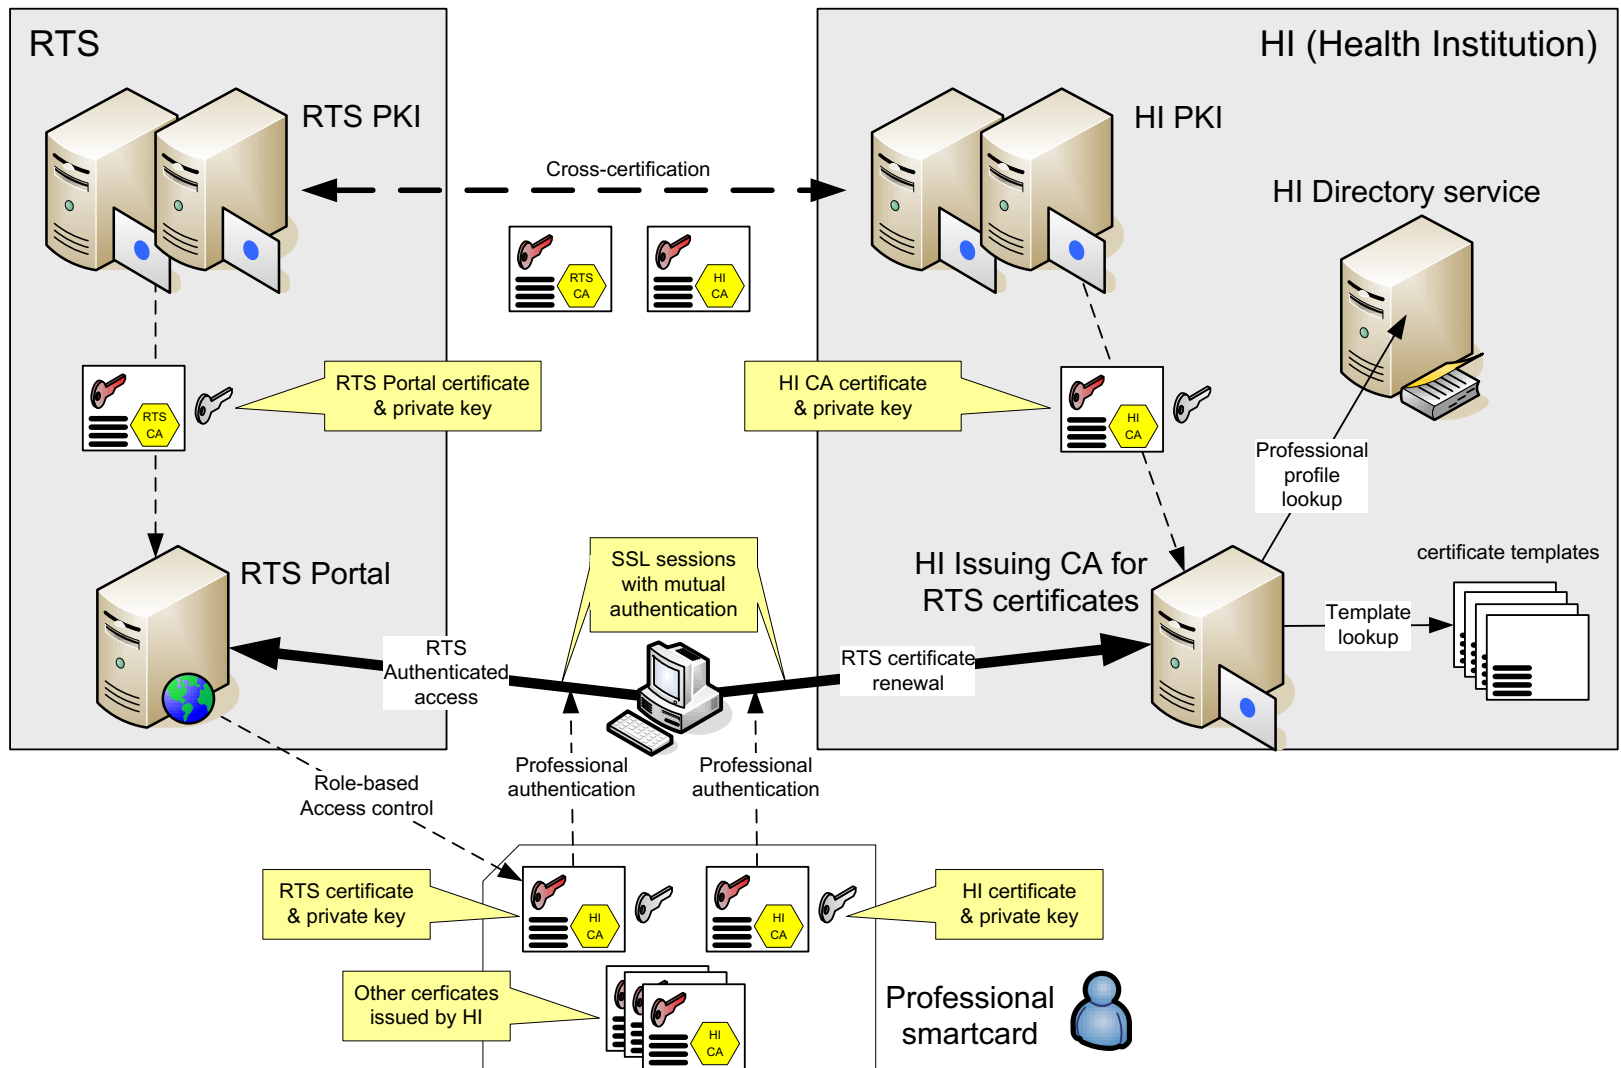 RTS
HI (Health Institution)
RTS PKI
HI PKI
Cross-certification
HI Directory service
RTS
CA
HI
CA
RTS Portal certificate
& private key
HI CA certificate
& private key
RTS
CA
HI
CA
Professional
profile
lookup
SSL sessions
with mutual
authentication
RTS Portal
HI Issuing CA for
RTS certificates
certificate templates
Template
lookup
RTS
Authenticated
access
RTS certificate
renewal
Professional
authentication
Professional
authentication
Role-based
Access control
RTS certificate
& private key
HI
CA
HI
CA
HI certificate
& private key
Other cerficates
issued by HI
HI
CA
Professional
smartcard